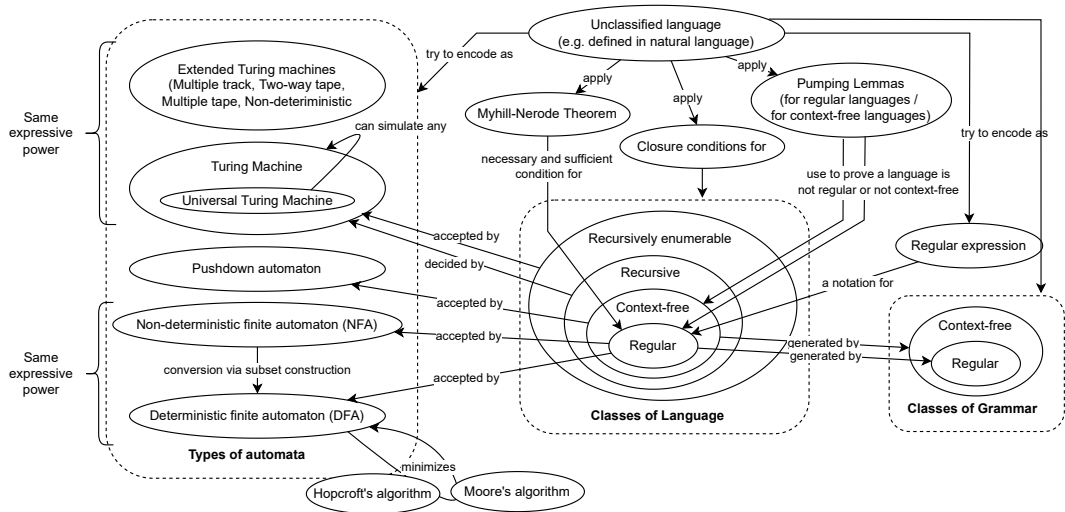 Unclassified language
(e.g. defined in natural language)
try to encode as
Extended Turing machines
(Multiple track, Two-way tape,
Multiple tape, Non-deteriministic
apply
apply
apply
Pumping Lemmas
(for regular languages /
for context-free languages)
Myhill-Nerode Theorem
Same
expressive
power
can simulate any
try to encode as
Closure conditions for
necessary and sufficient
condition for
Turing Machine
Universal Turing Machine
use to prove a language is
not regular or not context-free
accepted by
Recursively enumerable
Regular expression
decided by
Pushdown automaton
Recursive
a notation for
accepted by
Context-free
Non-deterministic finite automaton (NFA)
accepted by
Regular
generated by
generated by
Context-free
Regular
Same
expressive
power
conversion via subset construction
accepted by
Deterministic finite automaton (DFA)
Classes of Language
Classes of Grammar
Types of automata
minimizes
Hopcroft's algorithm
Moore's algorithm